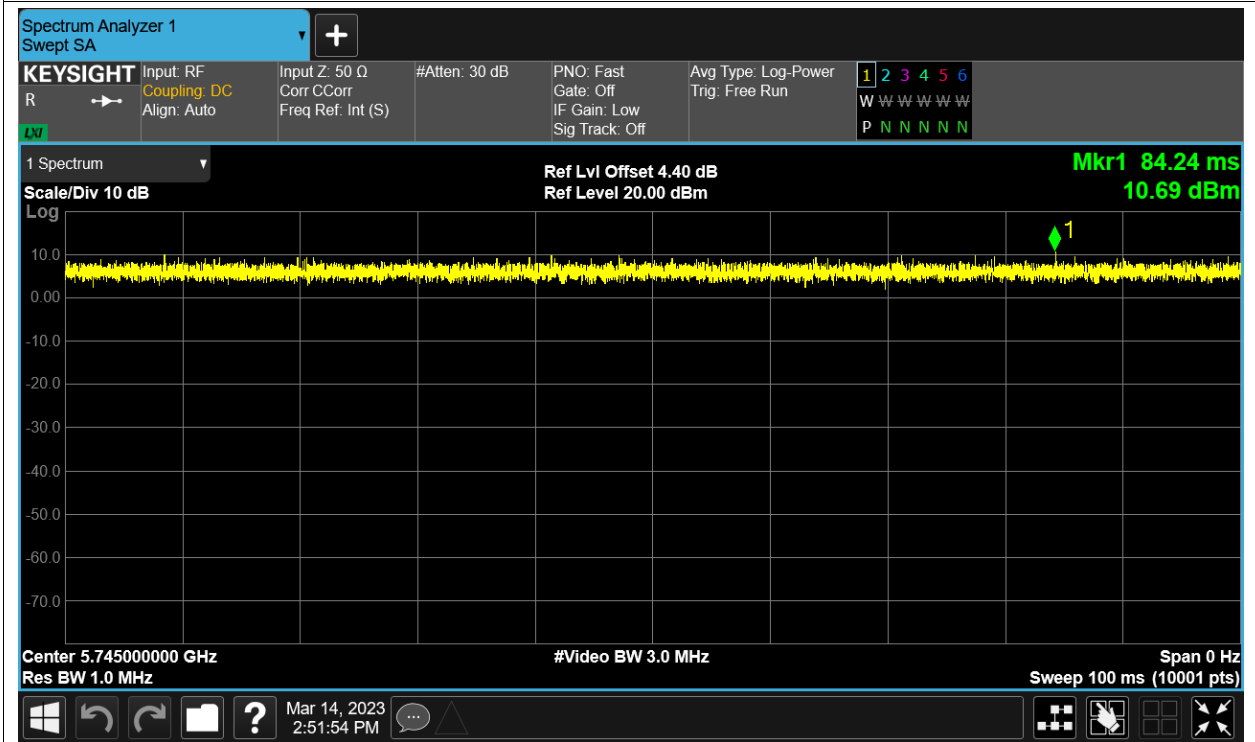 Spectrum Analyzer 1
Swept SA
+
KEYSIGHT
R
LXI
Input: RF
Coupling: DC
Align: Auto
Input Z: 50 Ω
Corr CCorr
Freq Ref: Int (S)
#Atten: 30 dB
PNO: Fast
Gate: Off
IF Gain: Low
Sig Track: Off
Avg Type: Log-Power
Trig: Free Run
1 2 3 4 5 6
W W W W W W
P N N N N N
1 Spectrum
Scale/Div 10 dB
Log
Ref Lvl Offset 4.40 dB
Ref Level 20.00 dBm
Mkr1 84.24 ms
10.69 dBm
1
10.0
0.00
-10.0
-20.0
-30.0
-40.0
-50.0
-60.0
-70.0
Center 5.745000000 GHz
Res BW 1.0 MHz
#Video BW 3.0 MHz
Span 0 Hz
Sweep 100 ms (10001 pts)
?
Mar 14, 2023
2:51:54 PM